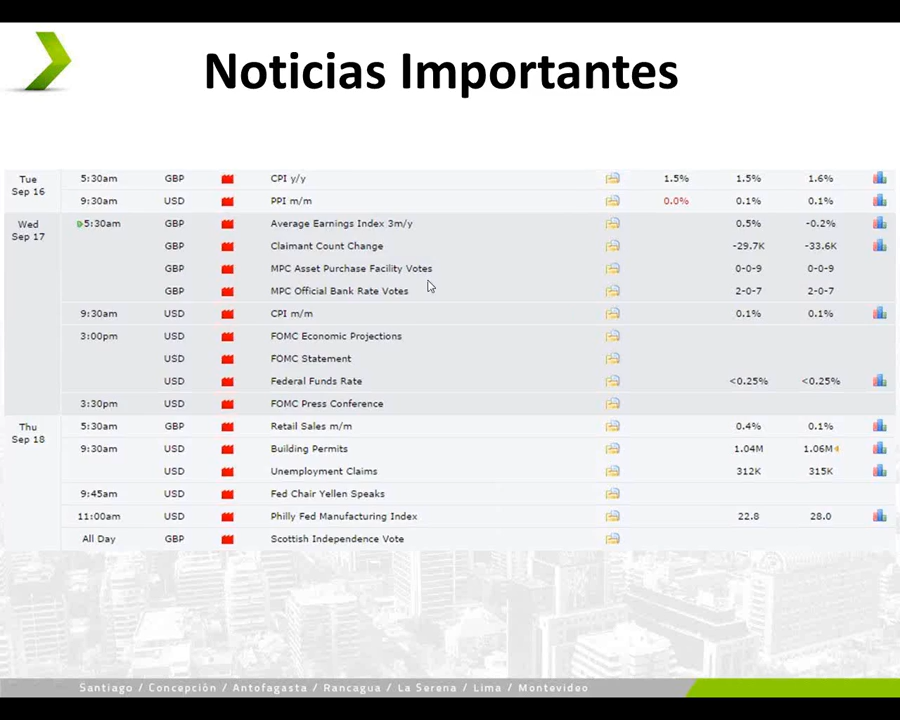 Noticias Importantes
Tue Sep 16 5:30am GBP CPI y/y 1.5% 1.5% 1.6%
9:30am USD PPI m/m 0.0% 0.1% 0.1%
Wed Sep 17 5:30am GBP Average Earnings Index 3m/y 0.5% -0.2%
GBP Claimant Count Change -29.7K -33.6K
GBP MPC Asset Purchase Facility Votes 0-0-9 0-0-9
GBP MPC Official Bank Rate Votes 2-0-7 2-0-7
9:30am USD CPI m/m 0.1% 0.1%
3:00pm USD FOMC Economic Projections
USD FOMC Statement
USD Federal Funds Rate <0.25% <0.25%
3:30pm USD FOMC Press Conference
Thu Sep 18 5:30am GBP Retail Sales m/m 0.4% 0.1%
9:30am USD Building Permits 1.04M 1.06M
USD Unemployment Claims 312K 315K
9:45am USD Fed Chair Yellen Speaks
11:00am USD Philly Fed Manufacturing Index 22.8 28.0
All Day GBP Scottish Independence Vote
Santiago / Concepción / Antofagasta / Rancagua / La Serena / Lima / Montevideo